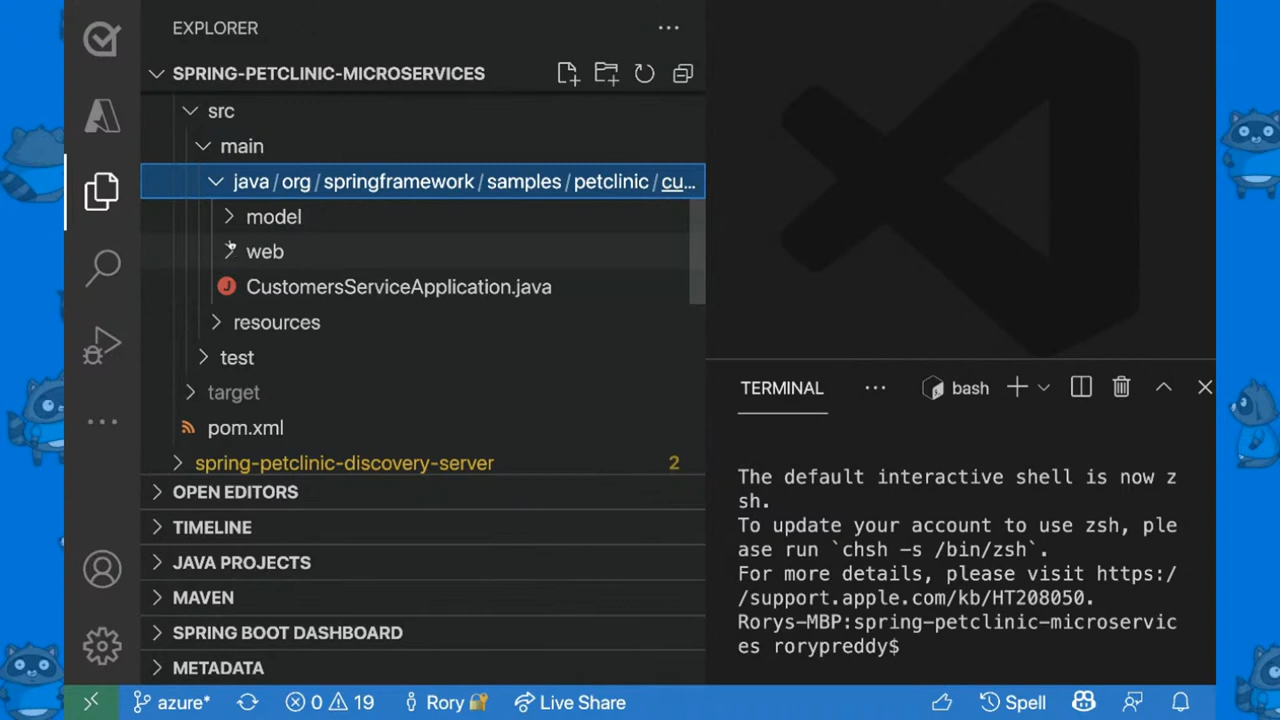 EXPLORER
SPRING-PETCLINIC-MICROSERVICES
src
main
java / org / springframework / samples / petclinic / cu...
model
web
CustomersServiceApplication.java
resources
test
target
pom.xml
spring-petclinic-discovery-server 2
OPEN EDITORS
TIMELINE
JAVA PROJECTS
MAVEN
SPRING BOOT DASHBOARD
METADATA
TERMINAL
bash
The default interactive shell is now z
sh.
To update your account to use zsh, ple
ase run `chsh -s /bin/zsh`.
For more details, please visit https:/
/support.apple.com/kb/HT208050.
Rorys-MBP:spring-petclinic-microservic
es rorypreddy$
azure* 0 19 Rory Live Share Spell